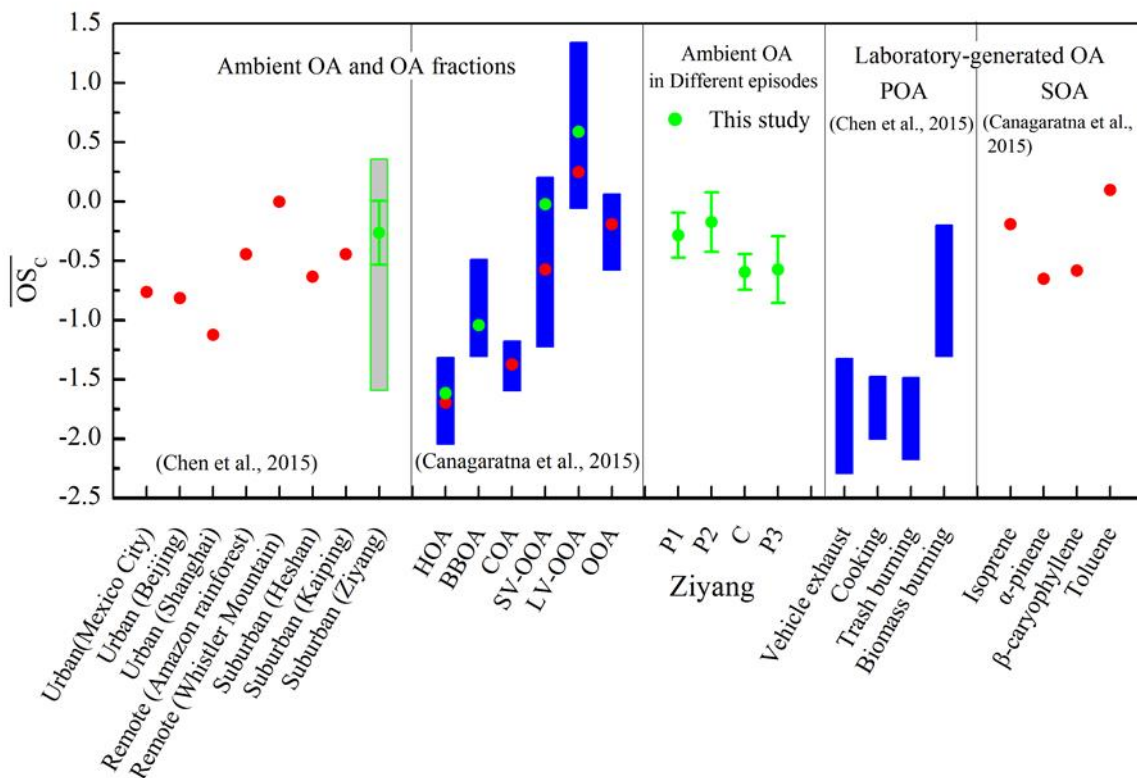 1.5
1.0
0.5
0.0
-0.5
-1.0
-1.5
-2.0
-2.5
OSc
Ambient OA and OA fractions
(Chen et al., 2015)
(Canagaratna et al., 2015)
Ambient OA
in Different episodes
This study
Laboratory-generated OA
POA
(Chen et al., 2015)
SOA
(Canagaratna et al.,
2015)
Urban(Mexico City)
Urban (Beijing)
Urban (Shanghai)
Remote (Amazon rainforest)
Remote (Whistler Mountain)
Suburban (Heshan)
Suburban (Kaiping)
Suburban (Ziyang)
HOA
BBOA
COA
SV-OOA
LV-OOA
OOA
P1
P2
C
P3
Ziyang
Vehicle exhaust
Cooking
Trash burning
Biomass burning
Isoprene
α-pinene
β-caryophyllene
Toluene